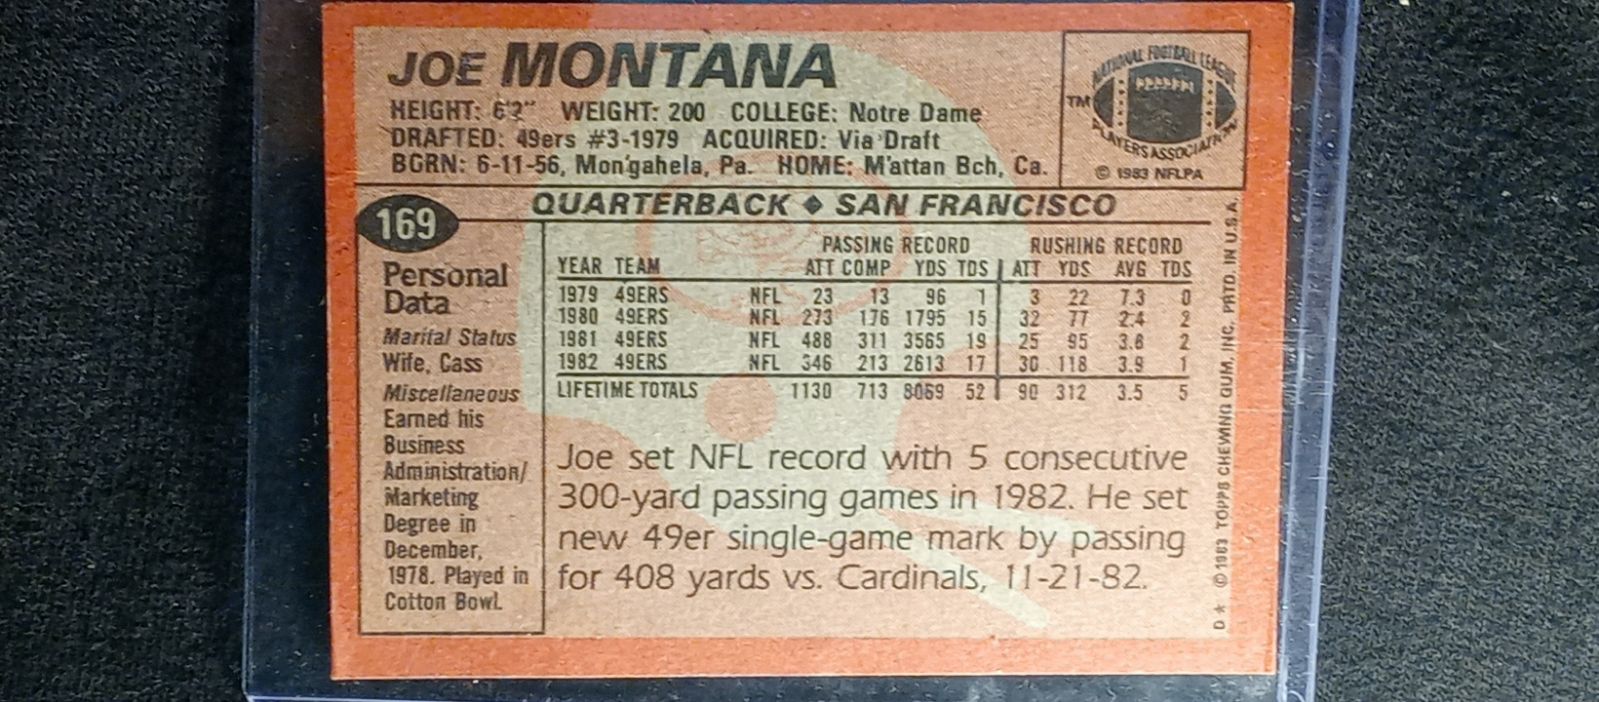 JOE MONTANA
HEIGHT: 6'2" WEIGHT: 200 COLLEGE: Notre Dame
DRAFTED: 49ers #3-1979 ACQUIRED: Via Draft
BORN: 6-11-56, Mon'gahela, Pa. HOME: M'attan Bch, Ca.
NATIONAL FOOTBALL LEAGUE
TM
PLAYERS ASSOCIATION
© 1983 NFLPA
169
QUARTERBACK ♦ SAN FRANCISCO
Personal
Data
Marital Status
Wife, Cass
Miscellaneous
Earned his
Business
Administration/
Marketing
Degree in
December,
1978. Played in
Cotton Bowl.
PASSING RECORD RUSHING RECORD
YEAR TEAM ATT COMP YDS TDS ATT YDS AVG TDS
1979 49ERS NFL 23 13 96 1 3 22 7.3 0
1980 49ERS NFL 273 176 1795 15 32 77 2.4 2
1981 49ERS NFL 488 311 3565 19 25 95 3.8 2
1982 49ERS NFL 346 213 2613 17 30 118 3.9 1
LIFETIME TOTALS 1130 713 8069 52 90 312 3.5 5
Joe set NFL record with 5 consecutive
300-yard passing games in 1982. He set
new 49er single-game mark by passing
for 408 yards vs. Cardinals, 11-21-82.
D * © 1983 TOPPS CHEWING GUM, INC. PRTD. IN U.S.A.